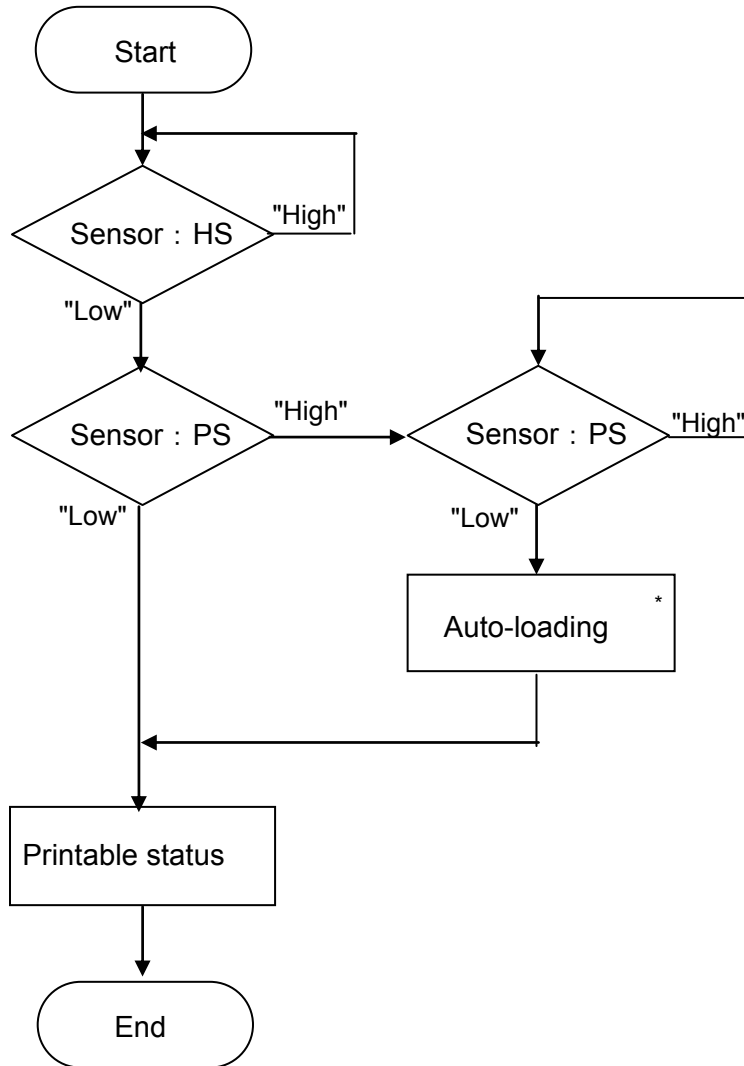 Start
"High"
Sensor：HS
"Low"
"High"
Sensor：PS
Sensor：PS
"High"
"Low"
"Low"
*
Auto-loading
Printable status
End